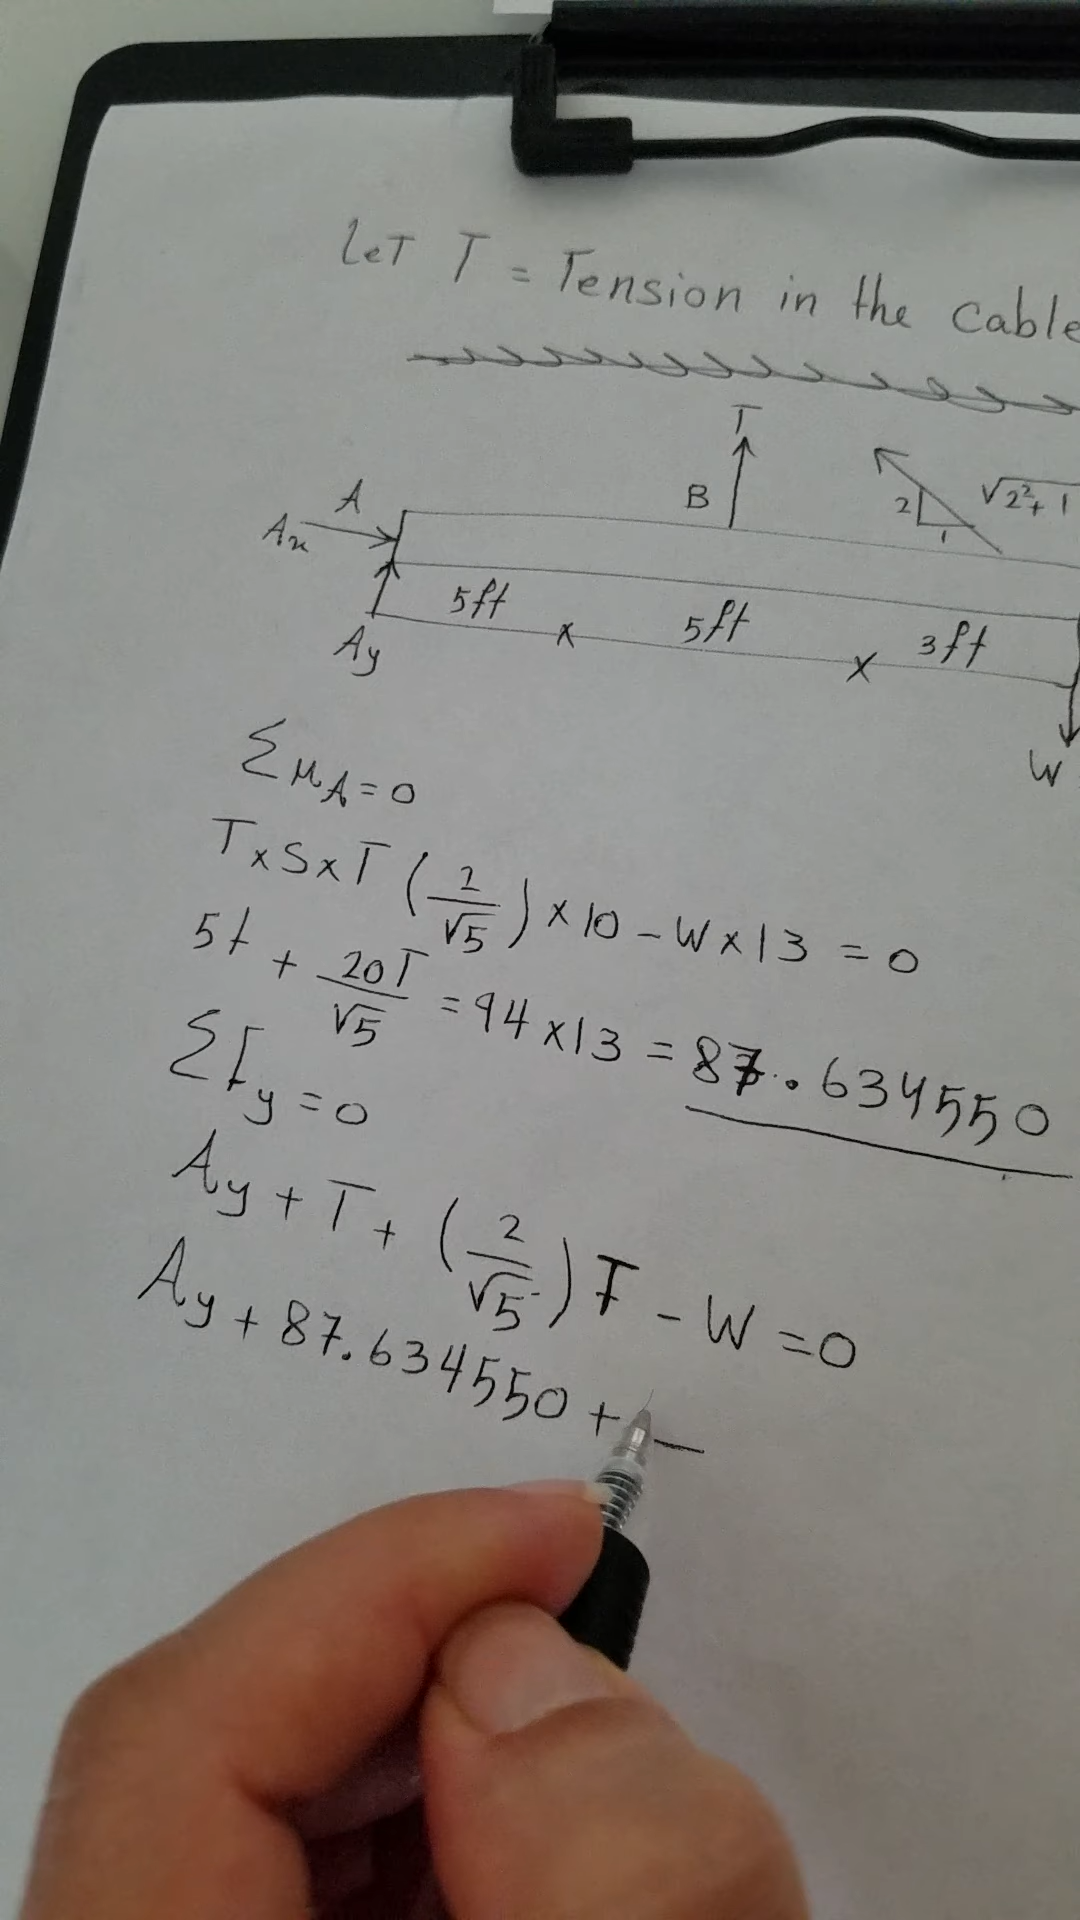 LET T = Tension in the Cable
T
A
B
2
√2²+ 1
1
Ax
5ft
5ft
3ft
Ay
x
x
W
ΣMA=0
TxSxT (2/√5) x 10 - W x 13 = 0
5t + 20T/√5 = 94 x 13 = 87.634550
ΣFy = 0
Ay + T + (2/√5) T - W = 0
Ay + 87.634550 +